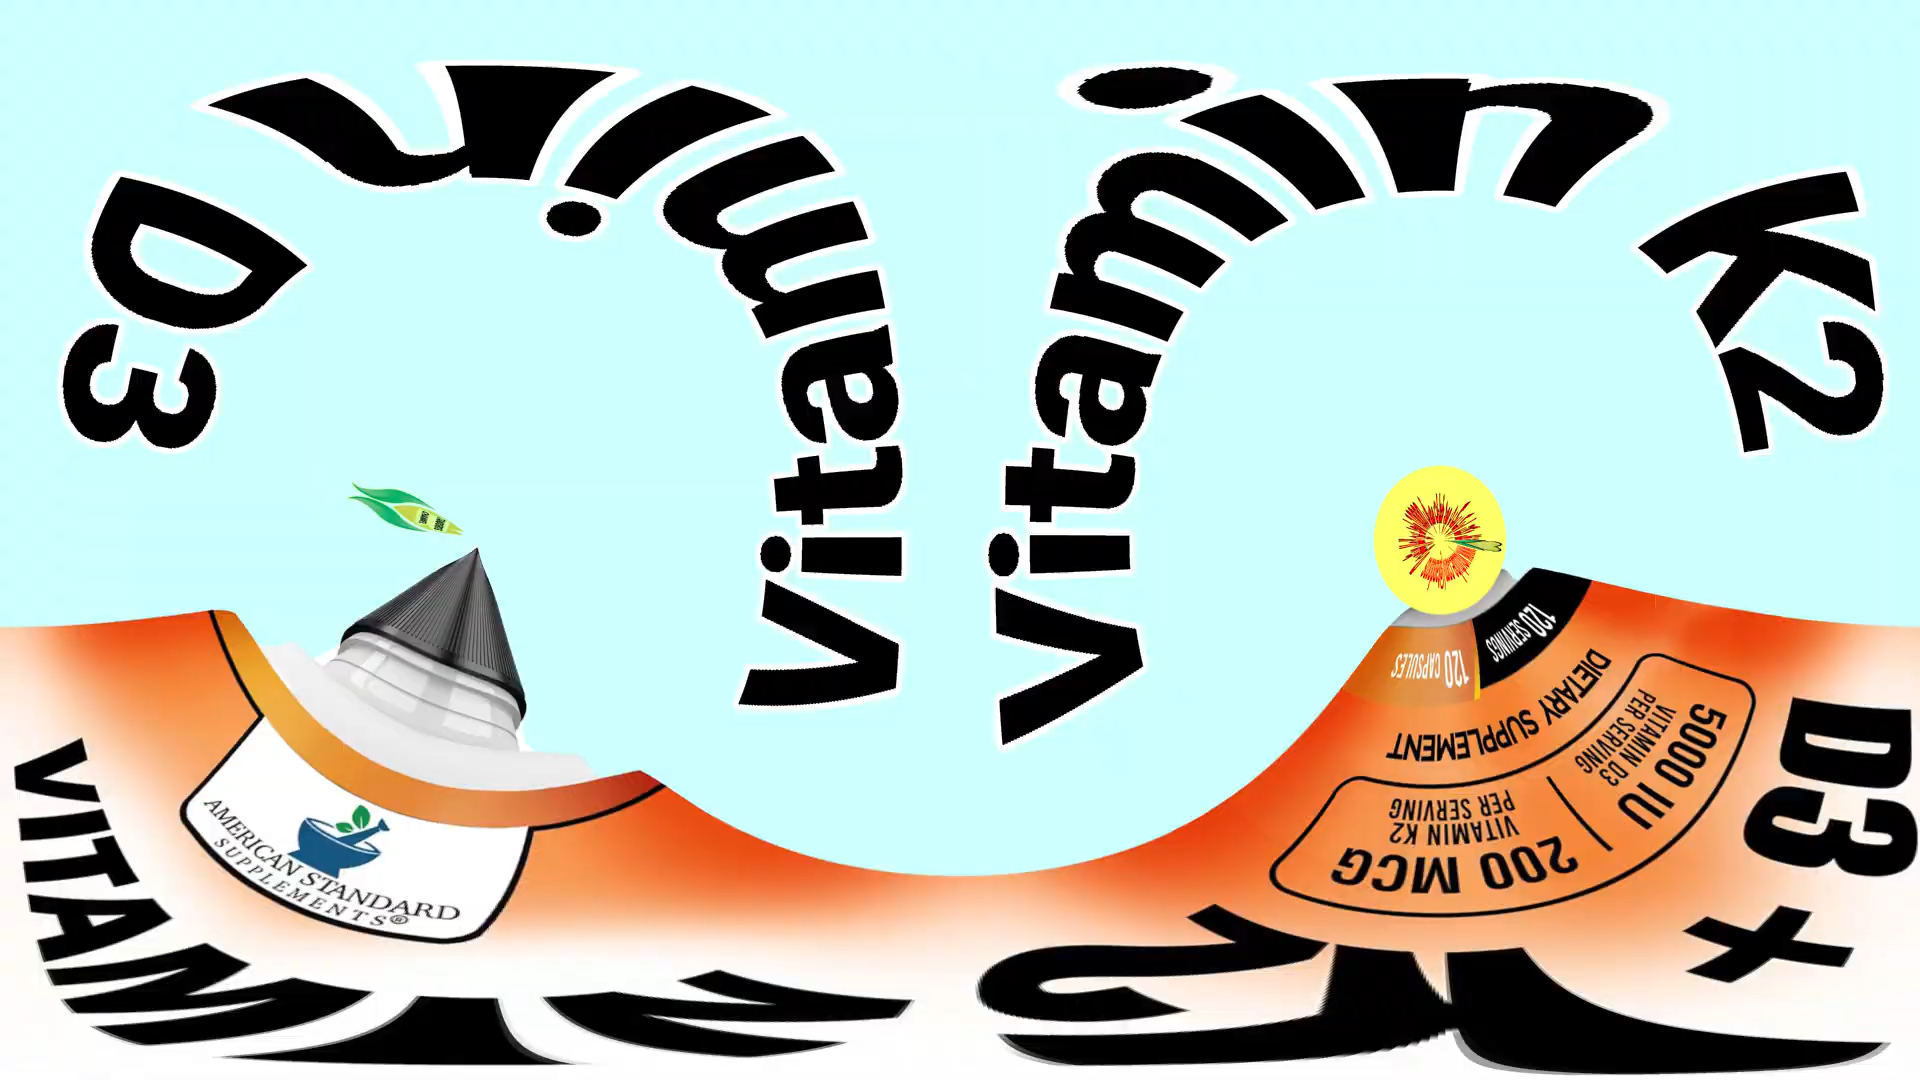 Vitamin D3
Vitamin K2
AMERICAN STANDARD
SUPPLEMENTS®
VITAMIN
D3 +
K2
5000 IU
VITAMIN D3
PER SERVING
200 MCG
VITAMIN K2
PER SERVING
DIETARY SUPPLEMENT
120 CAPSULES
120 SERVINGS